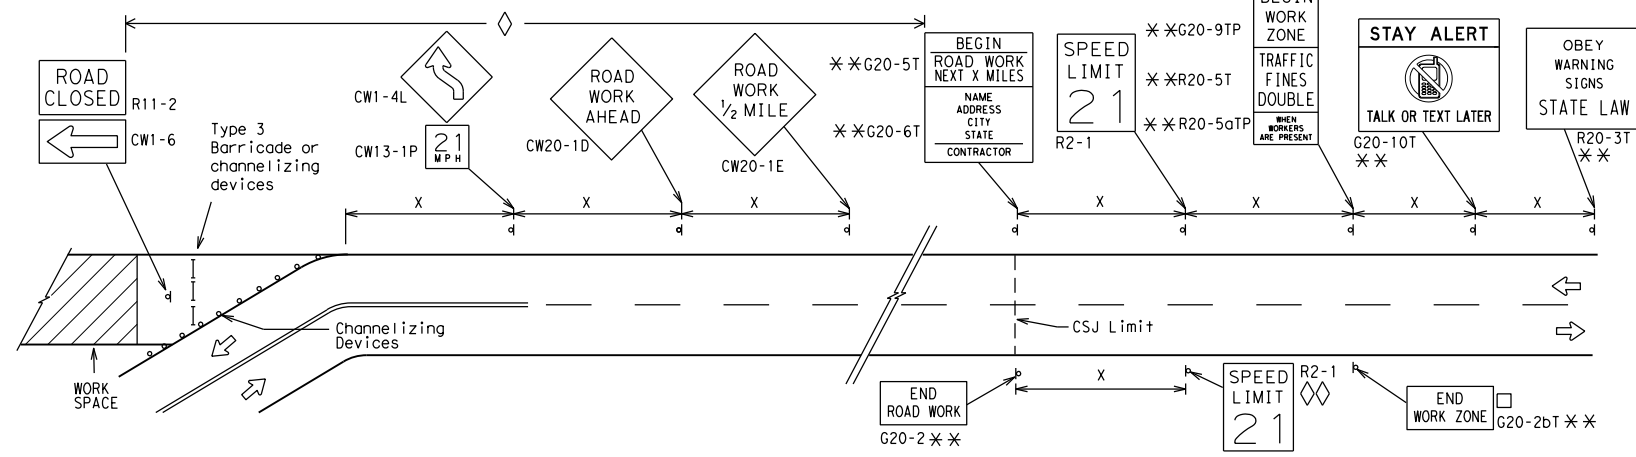 ROAD
CLOSED
R11-2
CW1-6
Type 3
Barricade or
channelizing
devices
CW1-4L
CW13-1P
21
MPH
ROAD
WORK
AHEAD
CW20-1D
ROAD
WORK
1/2 MILE
CW20-1E
**G20-5T
**G20-6T
BEGIN
ROAD WORK
NEXT X MILES
NAME
ADDRESS
CITY
STATE
CONTRACTOR
SPEED
LIMIT
21
R2-1
**G20-9TP
**R20-5T
**R20-5aTP
BEGIN
WORK
ZONE
TRAFFIC
FINES
DOUBLE
WHEN
WORKERS
ARE PRESENT
STAY ALERT
TALK OR TEXT LATER
G20-10T
**
OBEY
WARNING
SIGNS
STATE LAW
R20-3T
**
X
X
X
X
X
X
X
Channelizing
Devices
CSJ Limit
WORK
SPACE
END
ROAD WORK
G20-2 **
X
SPEED
LIMIT
21
R2-1
END
WORK ZONE
G20-2bT **